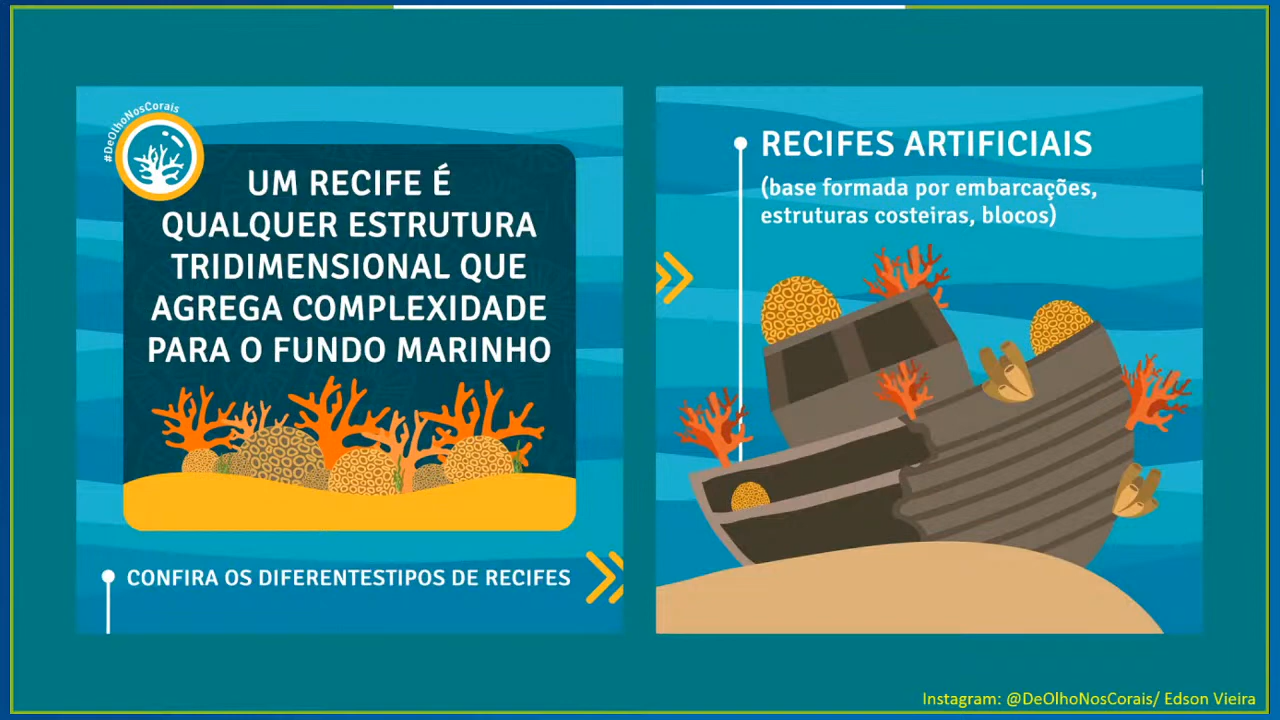 #DeOlhoNosCorais
UM RECIFE É
QUALQUER ESTRUTURA
TRIDIMENSIONAL QUE
AGREGA COMPLEXIDADE
PARA O FUNDO MARINHO
CONFIRA OS DIFERENTESTIPOS DE RECIFES
RECIFES ARTIFICIAIS
(base formada por embarcações,
estruturas costeiras, blocos)
Instagram: @DeOlhoNosCorais/ Edson Vieira